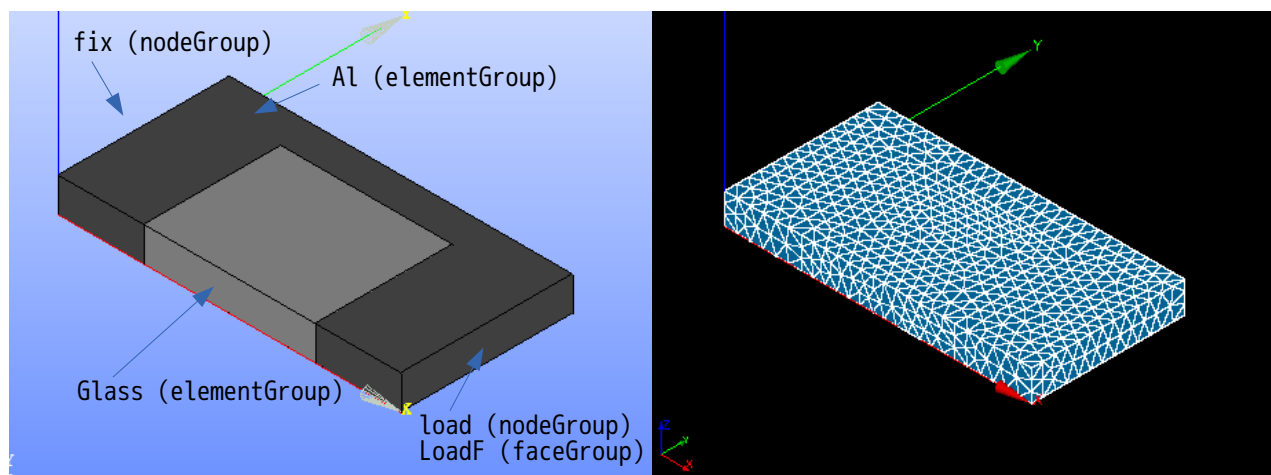 fix (nodeGroup)
Al (elementGroup)
Glass (elementGroup)
X
load (nodeGroup)
LoadF (faceGroup)
Y
Z
Y
X